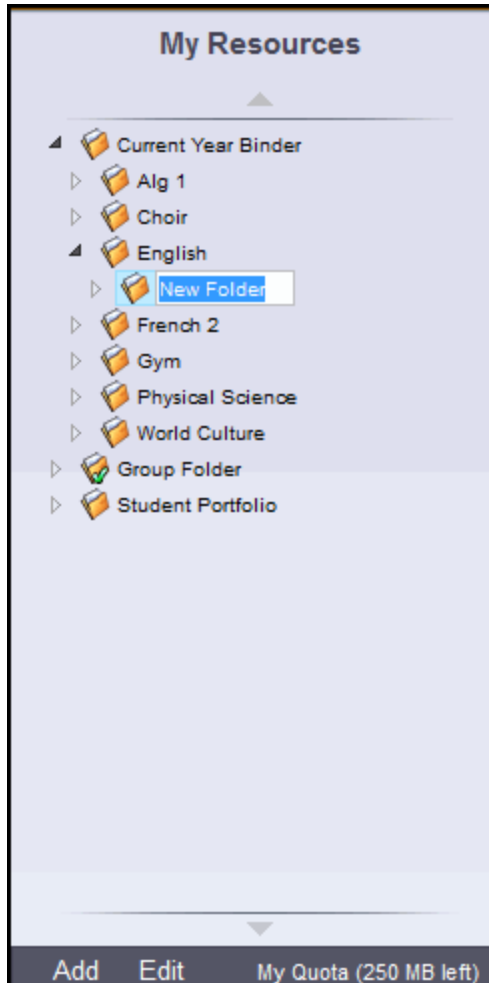 My Resources
Current Year Binder
Alg 1
Choir
English
New Folder
French 2
Gym
Physical Science
World Culture
Group Folder
Student Portfolio
Add Edit My Quota (250 MB left)